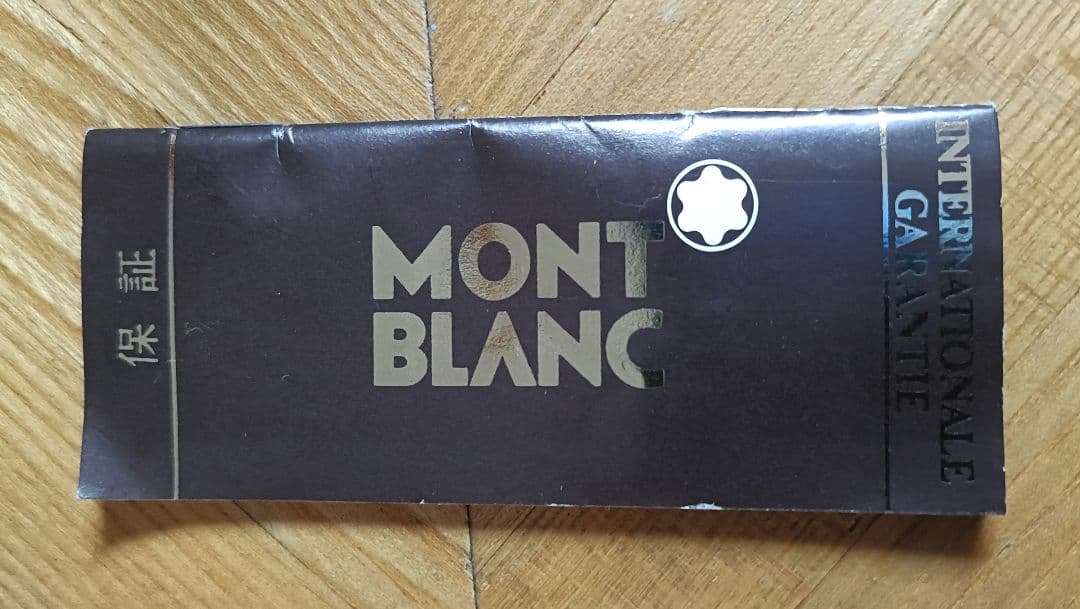 MONT
BLANC
INTERNATIONALE
GARANTIE
保証